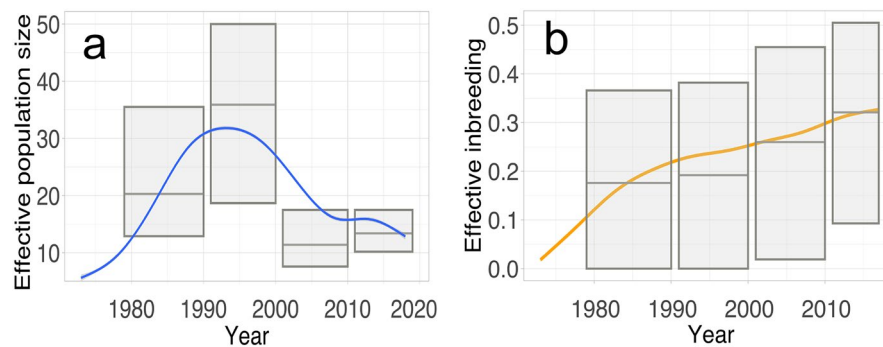 a
Effective population size
50
40
30
20
10
1980 1990 2000 2010 2020
Year
b
Effective inbreeding
0.5
0.4
0.3
0.2
0.1
0.0
1980 1990 2000 2010
Year